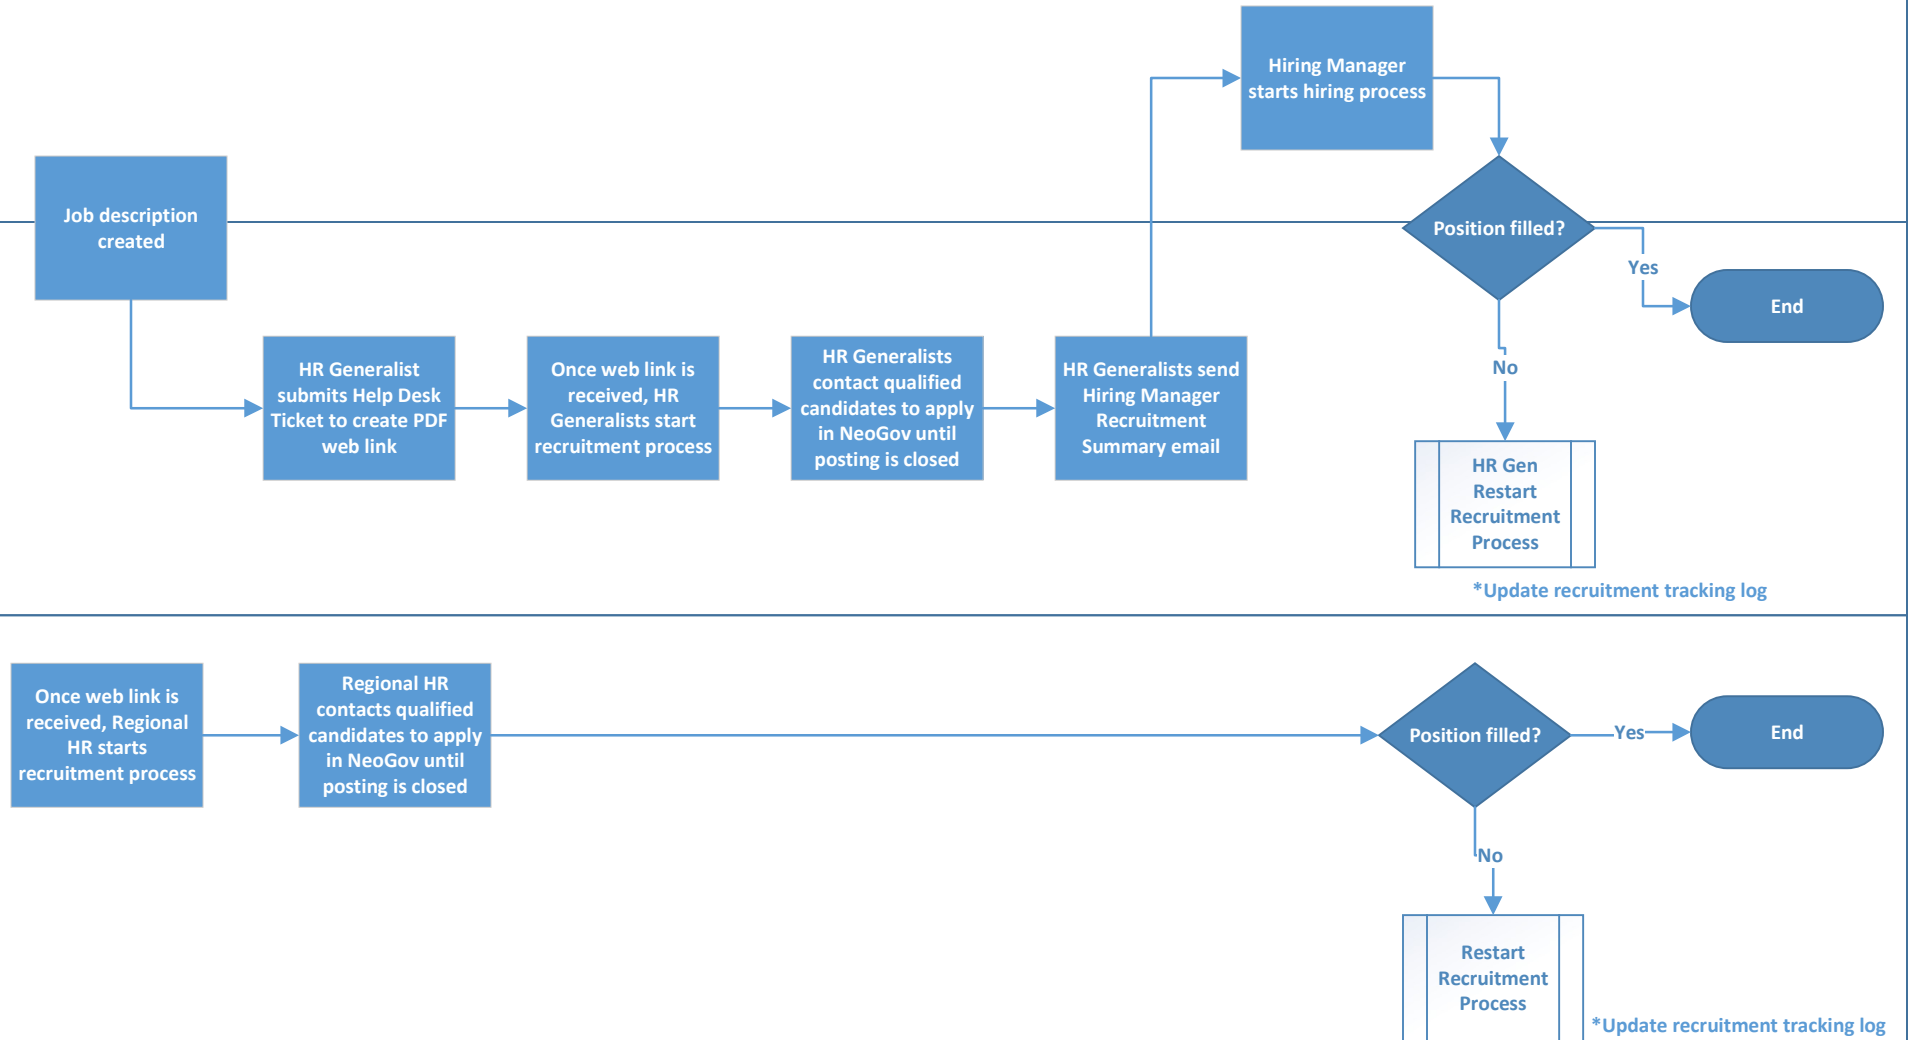 Hiring Manager
starts hiring process
Job description
created
Position filled?
Yes
End
HR Generalist
submits Help Desk
Ticket to create PDF
web link
Once web link is
received, HR
Generalists start
recruitment process
HR Generalists
contact qualified
candidates to apply
in NeoGov until
posting is closed
HR Generalists send
Hiring Manager
Recruitment
Summary email
No
HR Gen
Restart
Recruitment
Process
*Update recruitment tracking log
Once web link is
received, Regional
HR starts
recruitment process
Regional HR
contacts qualified
candidates to apply
in NeoGov until
posting is closed
Position filled?
Yes
End
No
Restart
Recruitment
Process
*Update recruitment tracking log